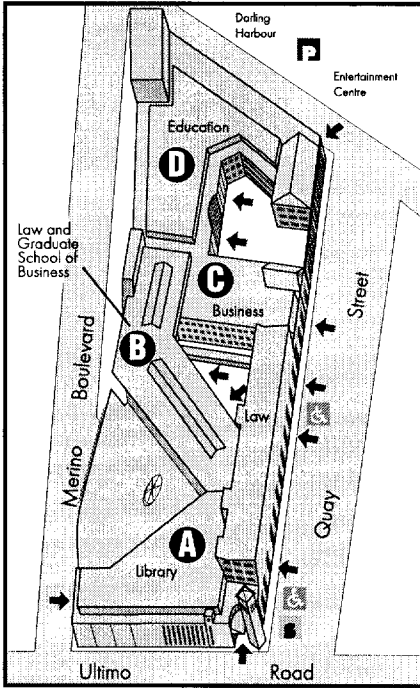 Darling
Harbour
P
Entertainment
Centre
Education
D
Law and
Graduate
School of
Business
C
Business
Street
Boulevard
B
Law
Merino
Quay
A
Library
S
Ultimo
Road